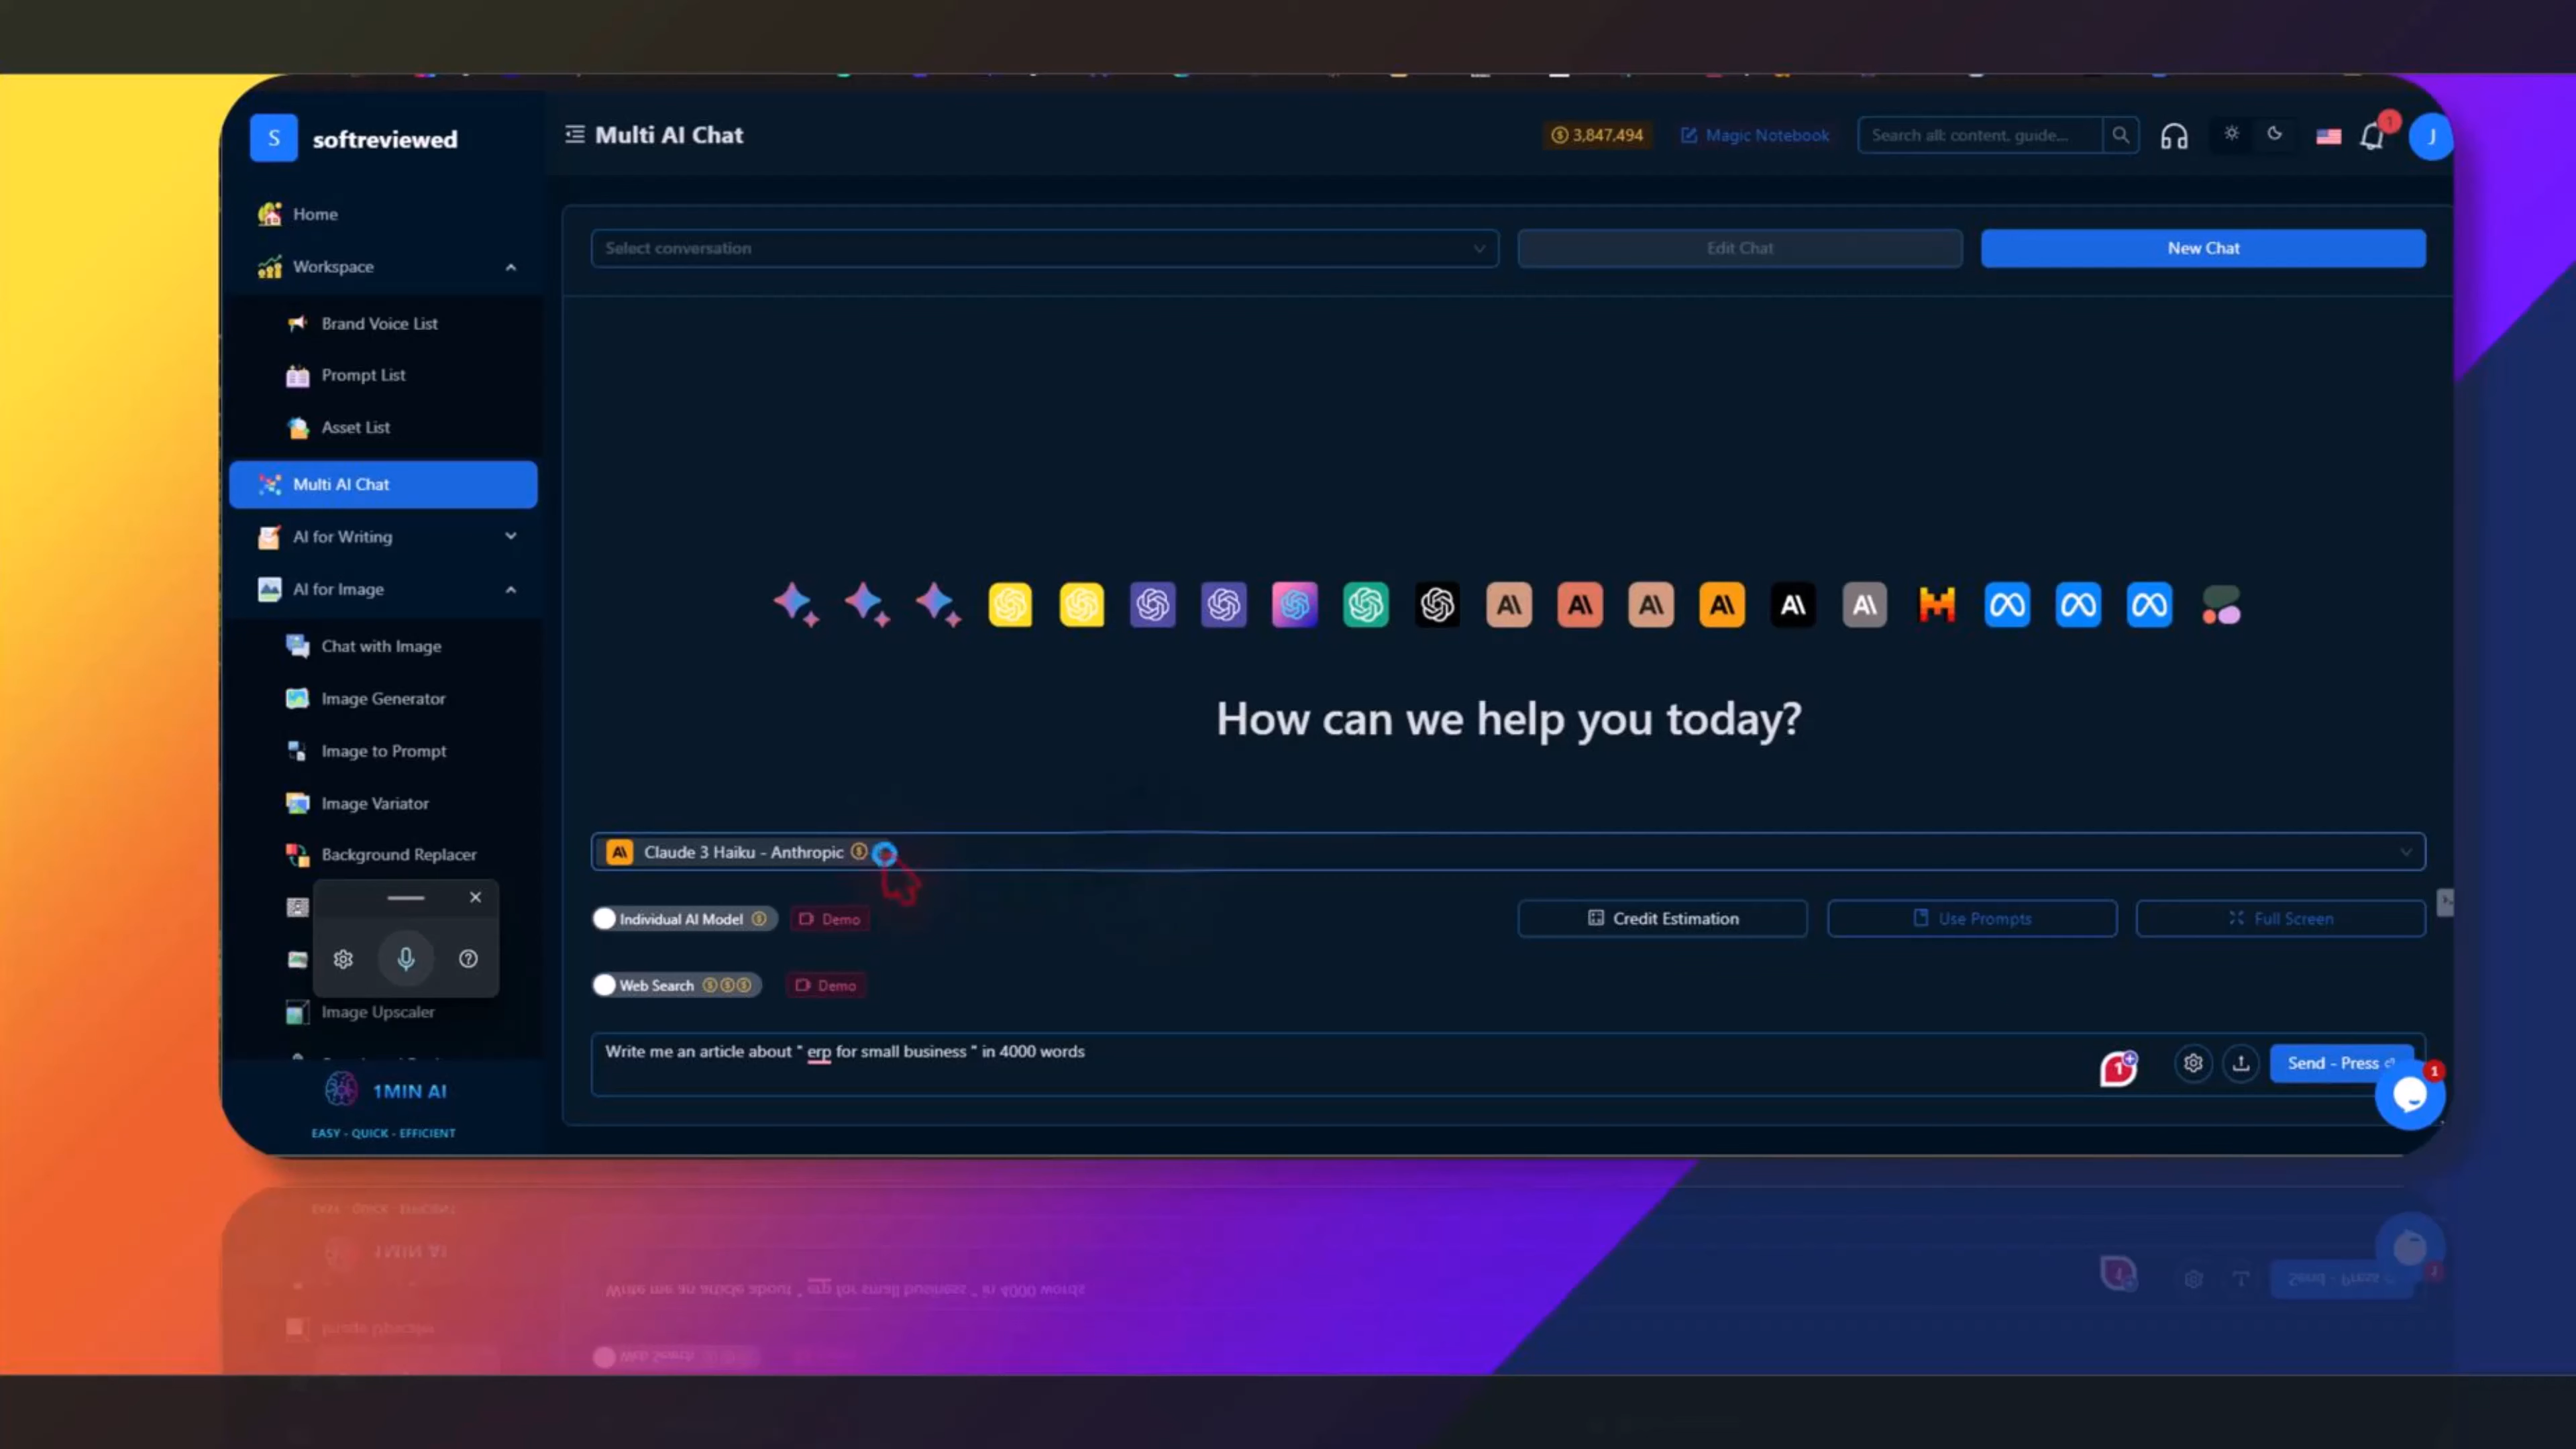 S softreviewed
Multi AI Chat
3,847,494
Magic Notebook
Search all: content, guide...
1
J
Home
Workspace
Brand Voice List
Prompt List
Asset List
Multi AI Chat
AI for Writing
AI for Image
Chat with Image
Image Generator
Image to Prompt
Image Variator
Background Replacer
Image Upscaler
1MIN AI
EASY - QUICK - EFFICIENT
Select conversation
Edit Chat
New Chat
How can we help you today?
Claude 3 Haiku - Anthropic
Individual AI Model
Demo
Credit Estimation
Use Prompts
Full Screen
Web Search
Demo
Write me an article about " erp for small business " in 4000 words
1
Send - Press
1